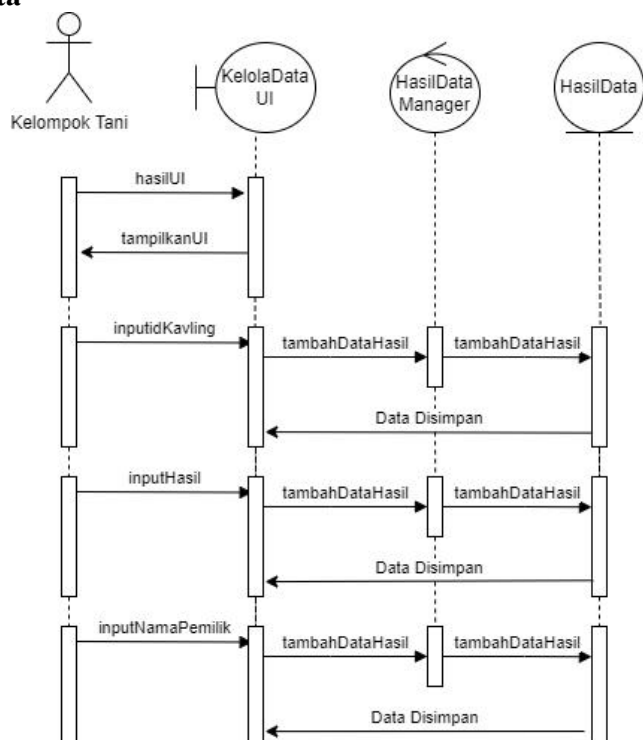 KelolaData
UI
HasilData
Manager
HasilData
Kelompok Tani
hasilUI
tampilkanUI
inputidKavling
tambahDataHasil
tambahDataHasil
Data Disimpan
inputHasil
tambahDataHasil
tambahDataHasil
Data Disimpan
inputNamaPemilik
tambahDataHasil
tambahDataHasil
Data Disimpan